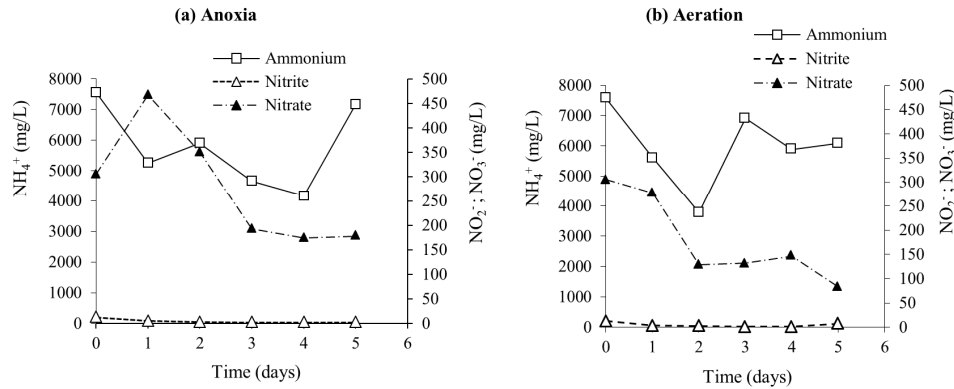 (a) Anoxia
Ammonium
Nitrite
Nitrate
8000
7000
6000
5000
4000
3000
2000
1000
0
NH₄⁺ (mg/L)
500
450
400
350
300
250
200
150
100
50
0
NO₂⁻; NO₃⁻ (mg/L)
0 1 2 3 4 5 6
Time (days)
(b) Aeration
Ammonium
Nitrite
Nitrate
8000
7000
6000
5000
4000
3000
2000
1000
0
NH₄⁺ (mg/L)
500
450
400
350
300
250
200
150
100
50
0
NO₂⁻; NO₃⁻ (mg/L)
0 1 2 3 4 5 6
Time (days)